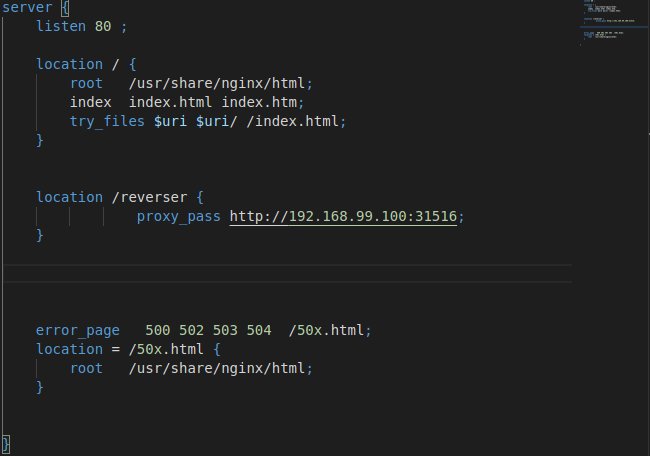 server {
listen 80 ;
location / {
root /usr/share/nginx/html;
index index.html index.htm;
try_files $uri $uri/ /index.html;
}
location /reverser {
proxy_pass http://192.168.99.100:31516;
}
error_page 500 502 503 504 /50x.html;
location = /50x.html {
root /usr/share/nginx/html;
}
}